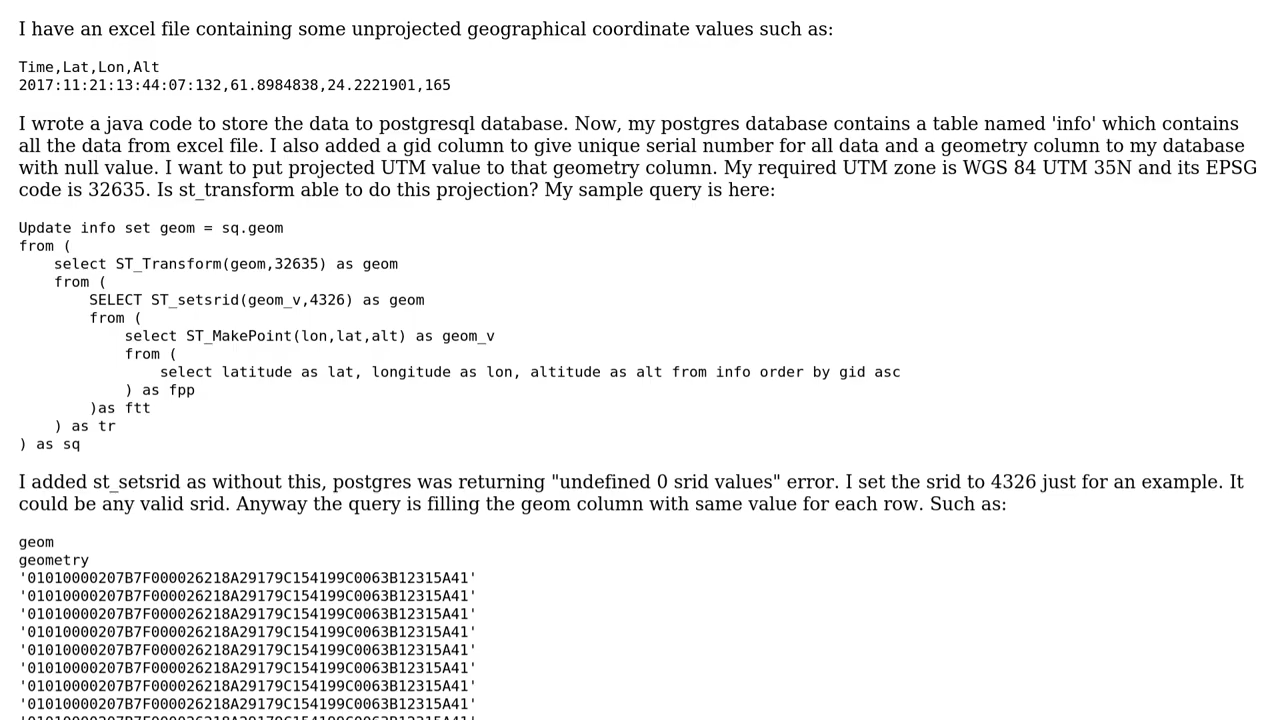 I have an excel file containing some unprojected geographical coordinate values such as:
Time,Lat,Lon,Alt
2017:11:21:13:44:07:132,61.8984838,24.2221901,165
I wrote a java code to store the data to postgresql database. Now, my postgres database contains a table named 'info' which contains
all the data from excel file. I also added a gid column to give unique serial number for all data and a geometry column to my database
with null value. I want to put projected UTM value to that geometry column. My required UTM zone is WGS 84 UTM 35N and its EPSG
code is 32635. Is st_transform able to do this projection? My sample query is here:
Update info set geom = sq.geom
from (
    select ST_Transform(geom,32635) as geom
    from (
        SELECT ST_setsrid(geom_v,4326) as geom
        from (
            select ST_MakePoint(lon,lat,alt) as geom_v
            from (
                select latitude as lat, longitude as lon, altitude as alt from info order by gid asc
            ) as fpp
        )as ftt
    ) as tr
) as sq
I added st_setsrid as without this, postgres was returning "undefined 0 srid values" error. I set the srid to 4326 just for an example. It
could be any valid srid. Anyway the query is filling the geom column with same value for each row. Such as:
geom
geometry
'01010000207B7F000026218A29179C154199C0063B12315A41'
'01010000207B7F000026218A29179C154199C0063B12315A41'
'01010000207B7F000026218A29179C154199C0063B12315A41'
'01010000207B7F000026218A29179C154199C0063B12315A41'
'01010000207B7F000026218A29179C154199C0063B12315A41'
'01010000207B7F000026218A29179C154199C0063B12315A41'
'01010000207B7F000026218A29179C154199C0063B12315A41'
'01010000207B7F000026218A29179C154199C0063B12315A41'